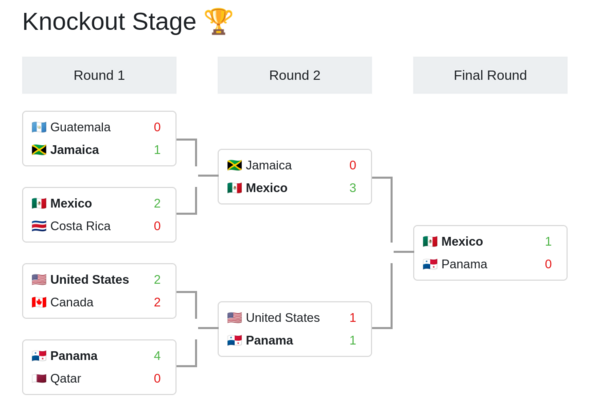 Knockout Stage 🏆
Round 1
Round 2
Final Round
Guatemala 0
Jamaica 1
Mexico 2
Costa Rica 0
United States 2
Canada 2
Panama 4
Qatar 0
Jamaica 0
Mexico 3
United States 1
Panama 1
Mexico 1
Panama 0